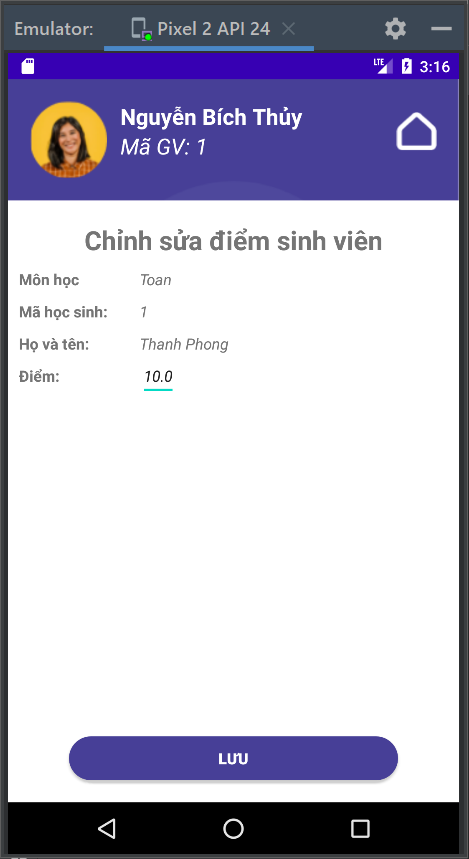 Emulator: Pixel 2 API 24
LTE 3:16
Nguyễn Bích Thủy
Mã GV: 1
Chỉnh sửa điểm sinh viên
Môn học Toan
Mã học sinh: 1
Họ và tên: Thanh Phong
Điểm: 10.0
LƯU